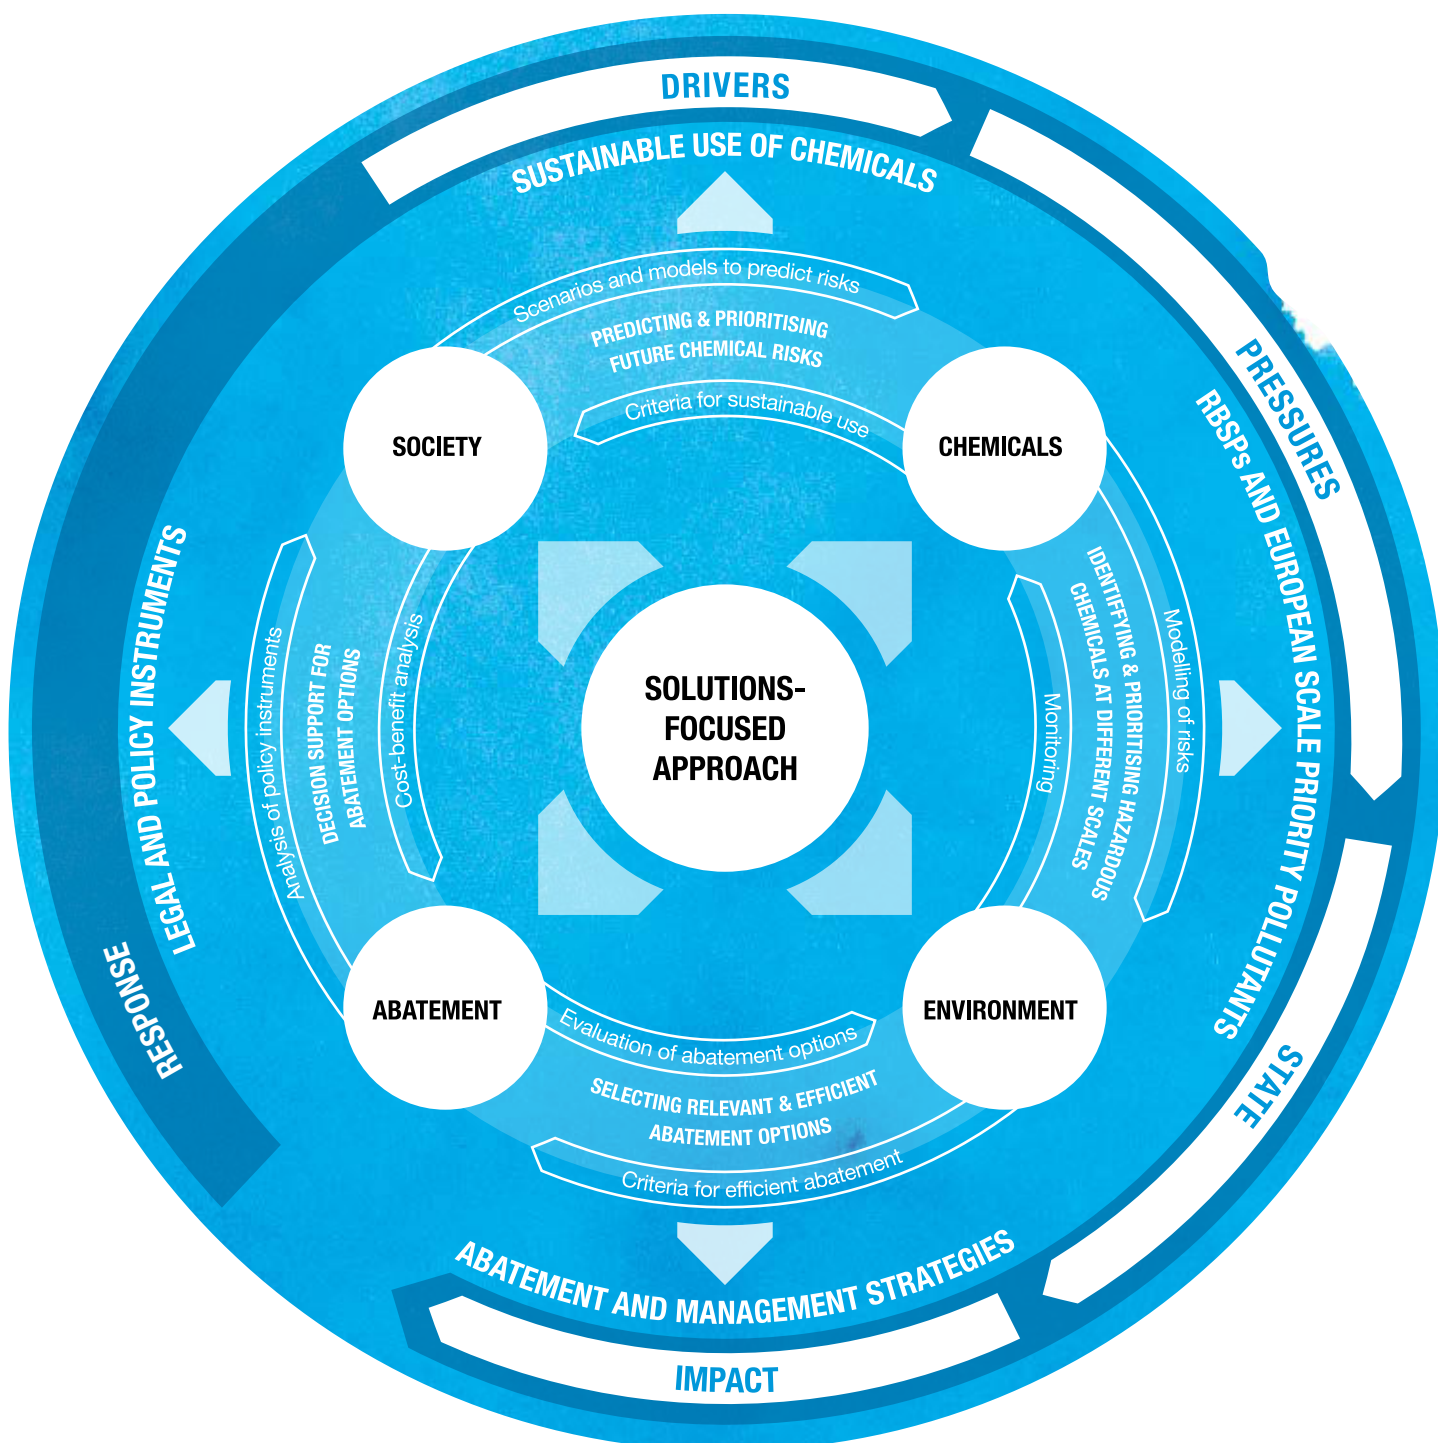 DRIVERS
SUSTAINABLE USE OF CHEMICALS
Scenarios and models to predict risks
PREDICTING & PRIORITISING
FUTURE CHEMICAL RISKS
Criteria for sustainable use
SOCIETY
CHEMICALS
PRESSURES
RBSPs AND EUROPEAN SCALE PRIORITY POLLUTANTS
Modelling of risks
IDENTIFYING & PRIORITISING HAZARDOUS
CHEMICALS AT DIFFERENT SCALES
Monitoring
SOLUTIONS-
FOCUSED
APPROACH
Cost-benefit analysis
DECISION SUPPORT FOR
ABATEMENT OPTIONS
Analysis of policy instruments
LEGAL AND POLICY INSTRUMENTS
RESPONSE
ABATEMENT
ENVIRONMENT
STATE
Evaluation of abatement options
SELECTING RELEVANT & EFFICIENT
ABATEMENT OPTIONS
Criteria for efficient abatement
ABATEMENT AND MANAGEMENT STRATEGIES
IMPACT